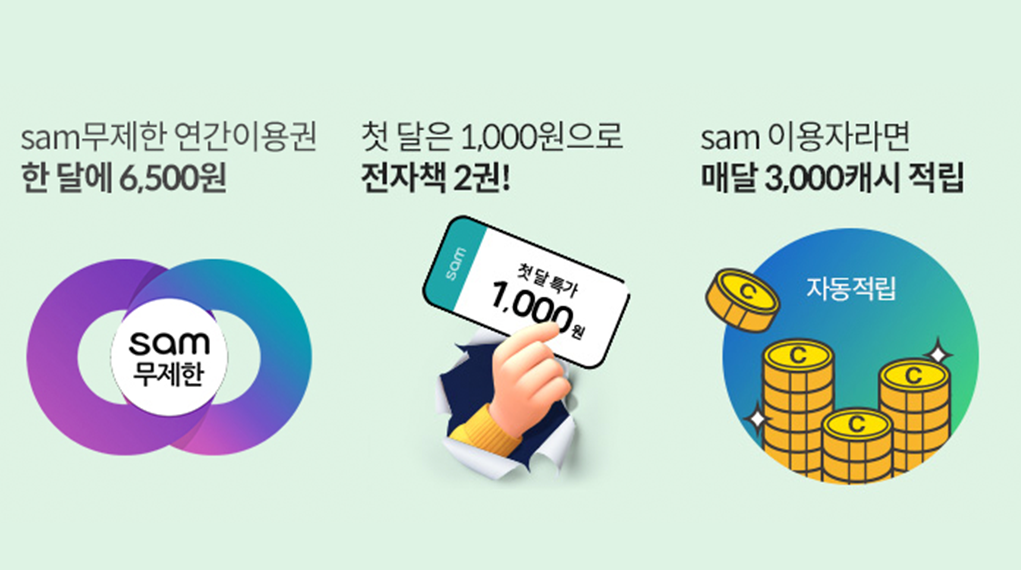 sam무제한 연간이용권
한 달에 6,500원
sam
무제한
첫 달은 1,000원으로
전자책 2권!
sam
첫 달 특가
1,000원
sam 이용자라면
매달 3,000캐시 적립
자동적립
C
C
C
C